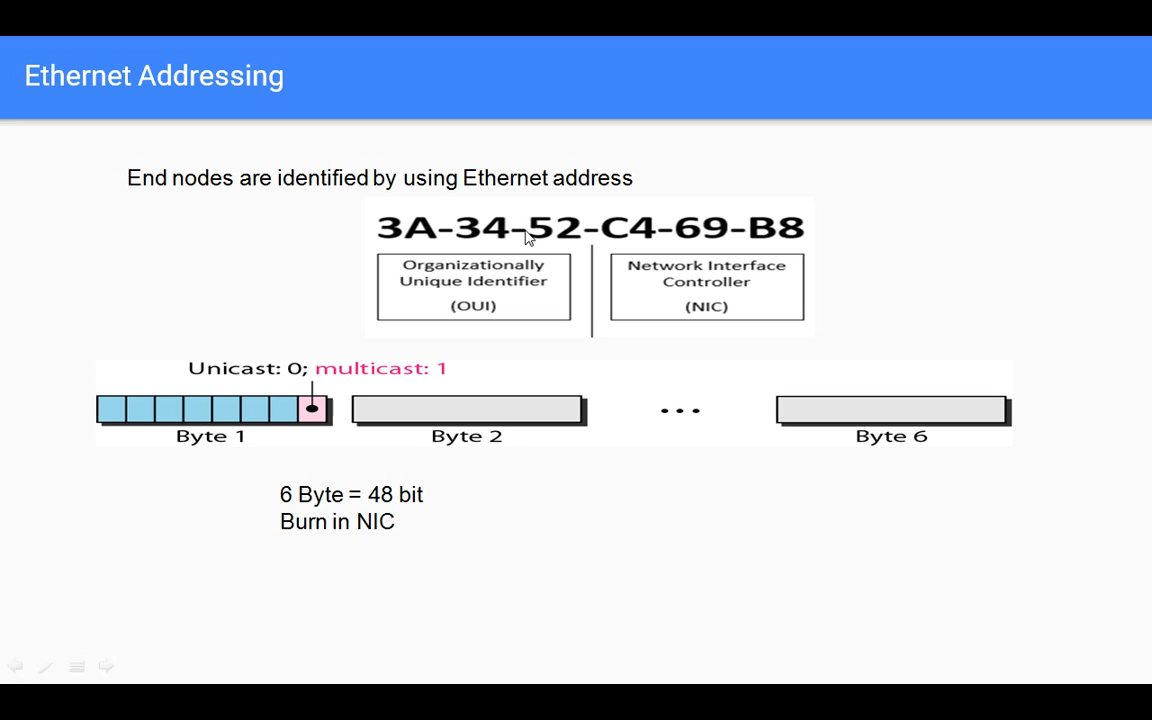 Ethernet Addressing
End nodes are identified by using Ethernet address
3A-34-52-C4-69-B8
Organizationally
Unique Identifier
(OUI)
Network Interface
Controller
(NIC)
Unicast: 0; multicast: 1
Byte 1
Byte 2
...
Byte 6
6 Byte = 48 bit
Burn in NIC